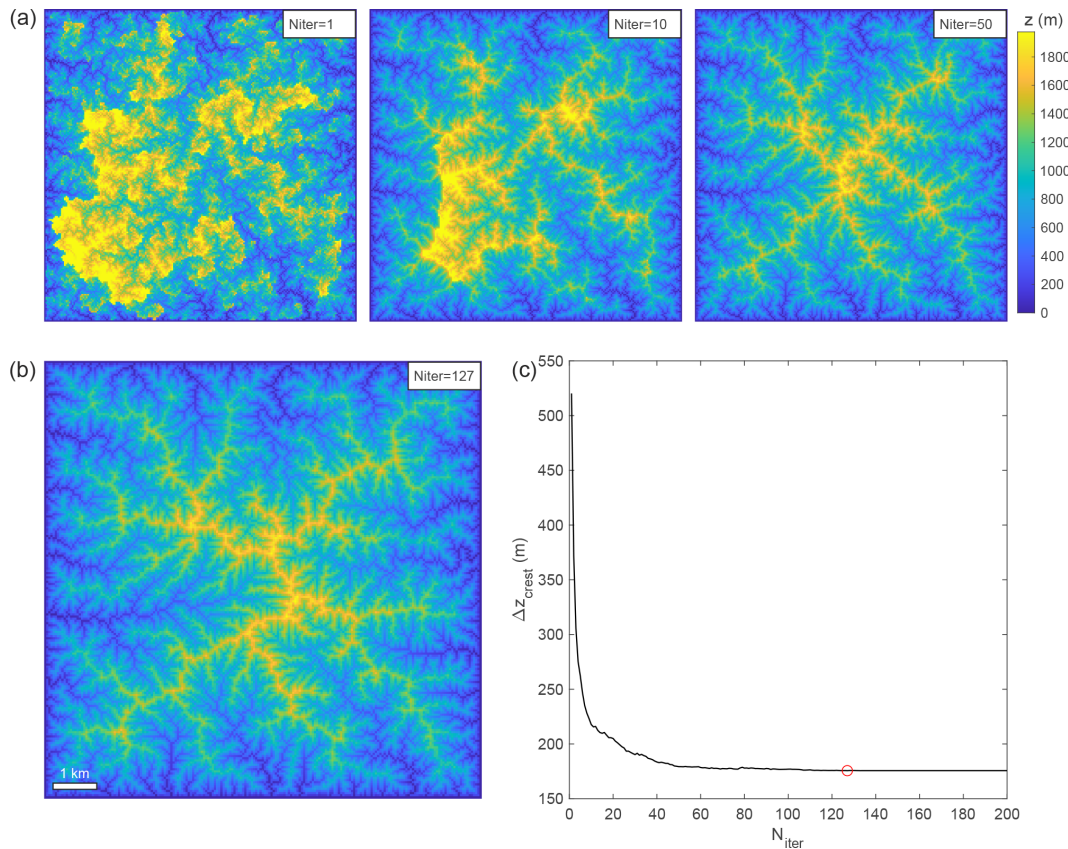 (a)
Niter=1
Niter=10
Niter=50
z (m)
1800
1600
1400
1200
1000
800
600
400
200
0
(b)
Niter=127
1 km
(c)
550
500
450
400
350
300
250
200
150
Δz_crest (m)
0 20 40 60 80 100 120 140 160 180 200
N_iter